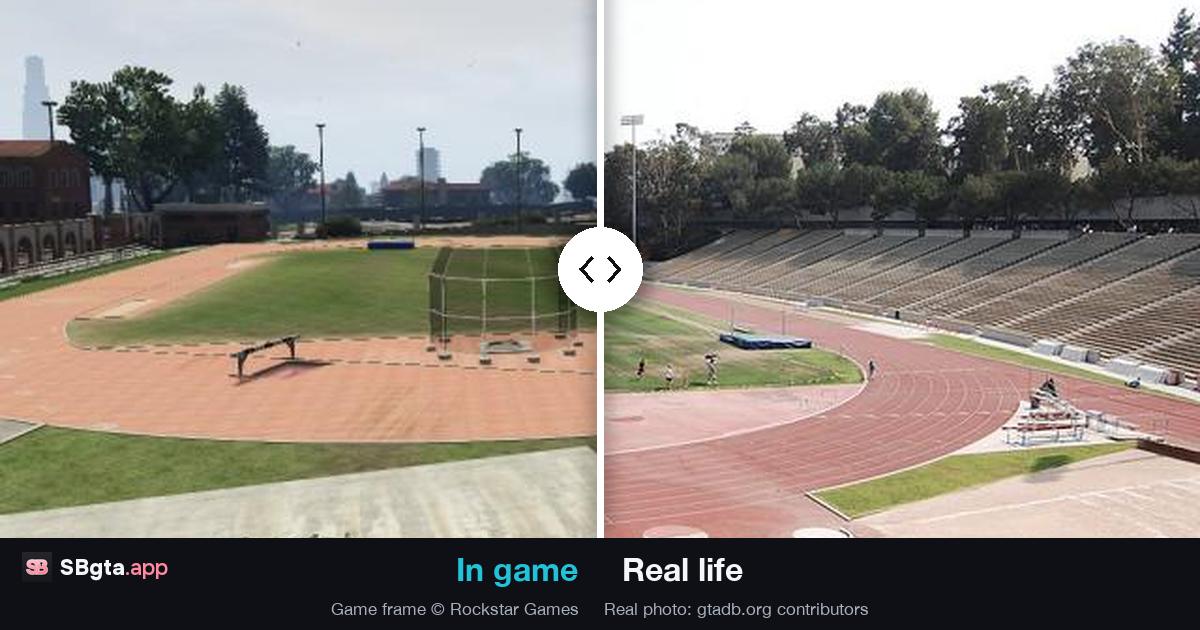 SB SBgta.app
In game
Real life
Game frame © Rockstar Games
Real photo: gtadb.org contributors